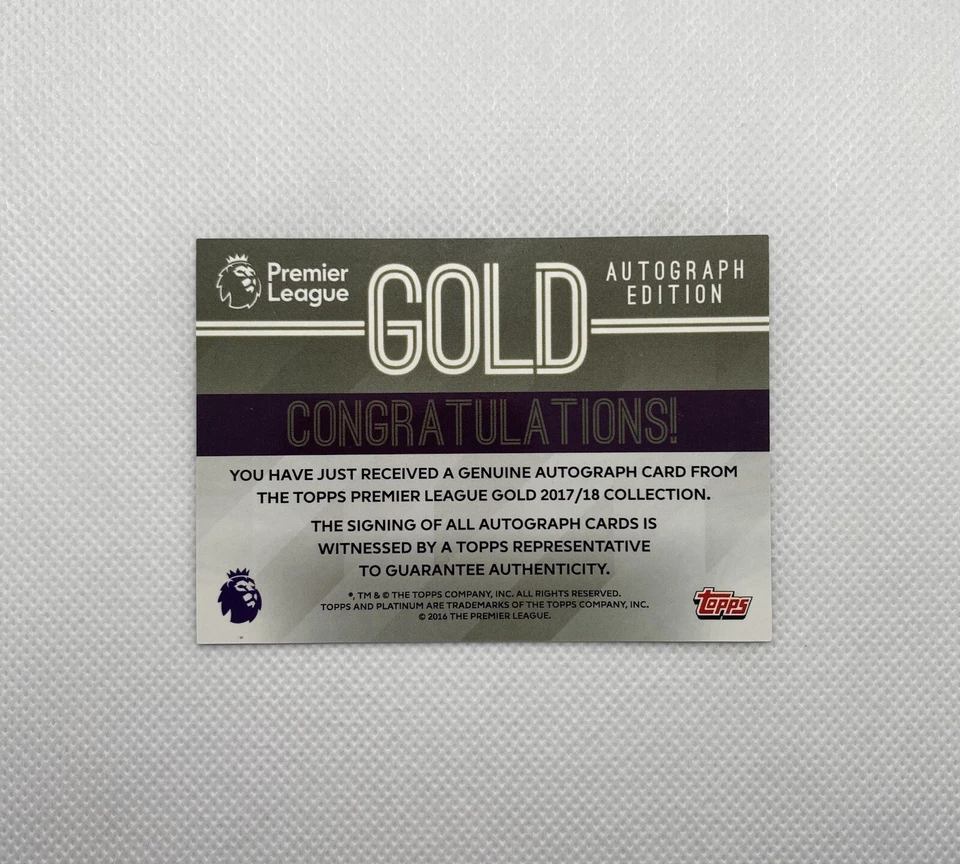 Premier
League
GOLD
AUTOGRAPH
EDITION
CONGRATULATIONS!
YOU HAVE JUST RECEIVED A GENUINE AUTOGRAPH CARD FROM
THE TOPPS PREMIER LEAGUE GOLD 2017/18 COLLECTION.
THE SIGNING OF ALL AUTOGRAPH CARDS IS
WITNESSED BY A TOPPS REPRESENTATIVE
TO GUARANTEE AUTHENTICITY.
®, TM & © THE TOPPS COMPANY, INC. ALL RIGHTS RESERVED.
TOPPS AND PLATINUM ARE TRADEMARKS OF THE TOPPS COMPANY, INC.
© 2016 THE PREMIER LEAGUE.
topps